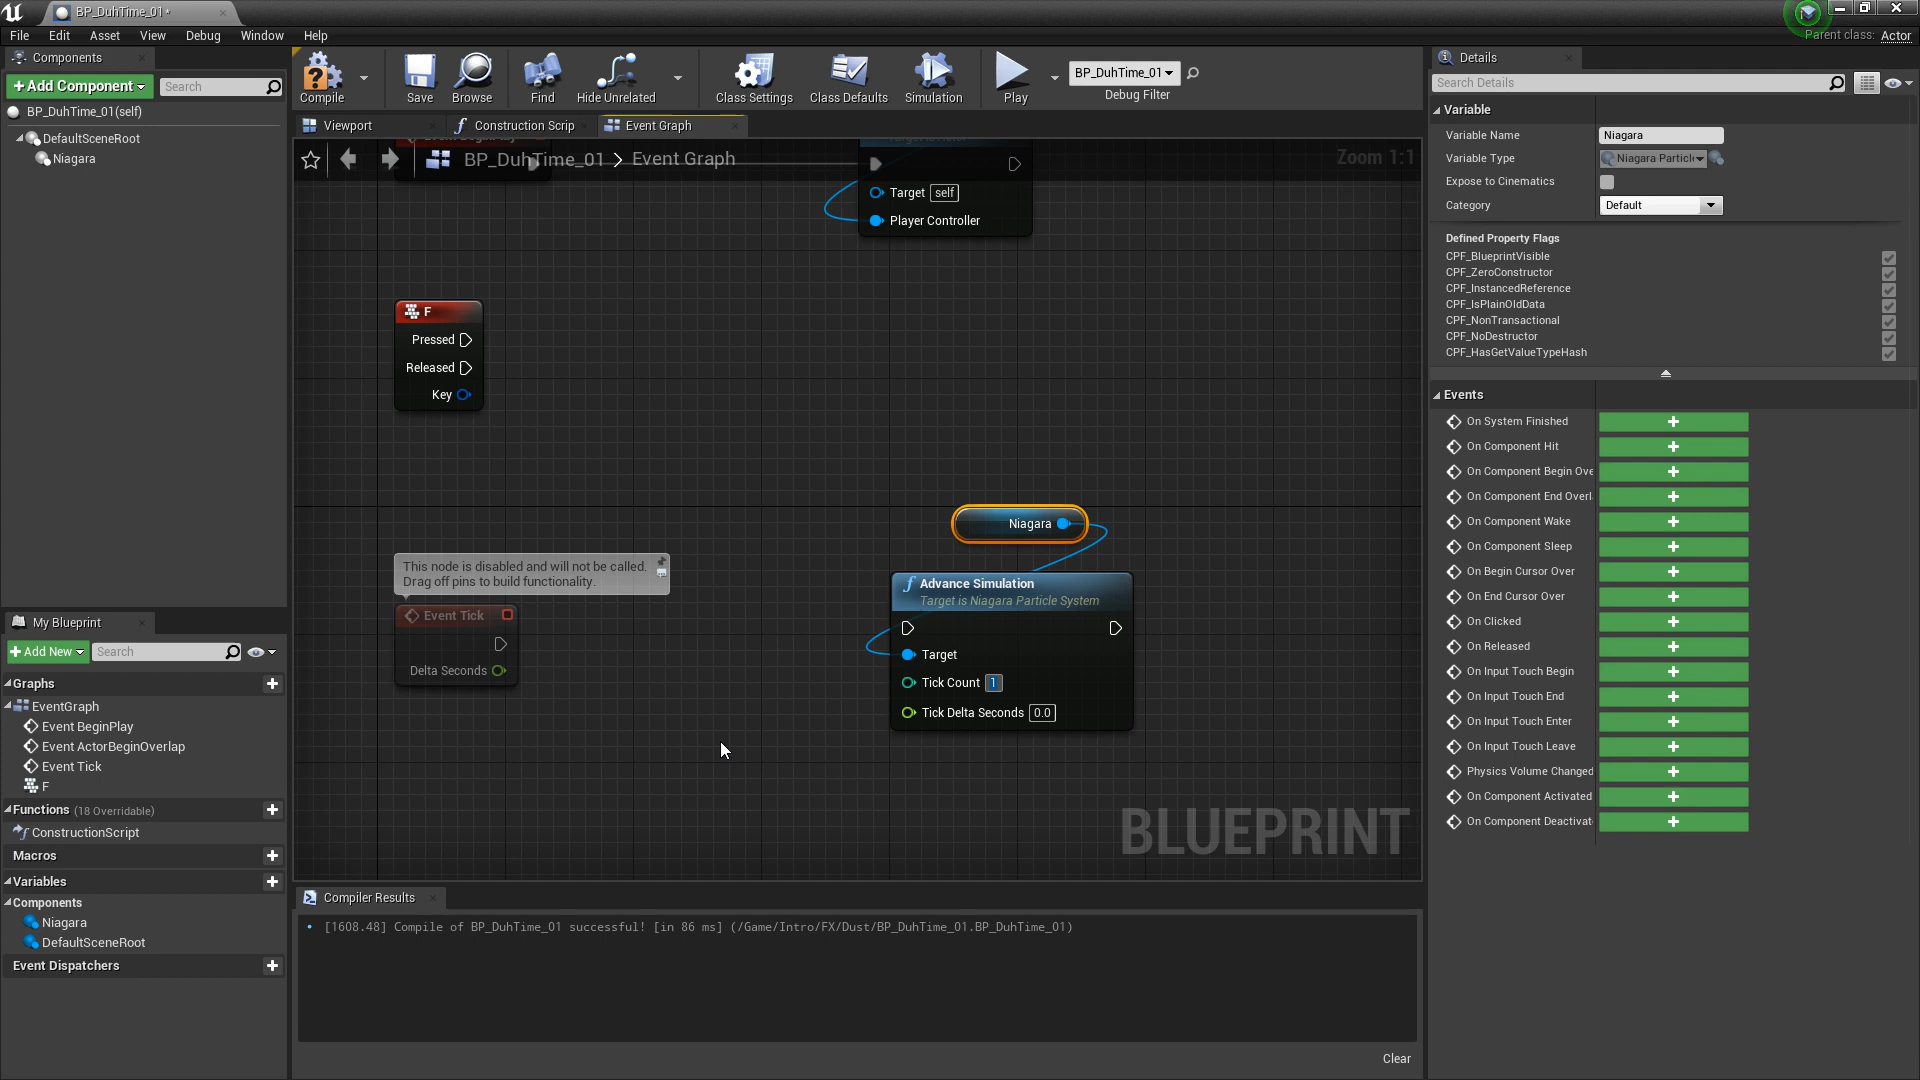 BP_DuhTime_01*
File Edit Asset View Debug Window Help
Parent class: Actor
Components
+Add Component
Search
BP_DuhTime_01(self)
DefaultSceneRoot
Niagara
Compile
Save
Browse
Find
Hide Unrelated
Class Settings
Class Defaults
Simulation
Play
BP_DuhTime_01
Debug Filter
Viewport
Construction Scrip
Event Graph
BP_DuhTime_01 > Event Graph
Zoom 1:1
Target self
Player Controller
F
Pressed
Released
Key
Niagara
This node is disabled and will not be called.
Drag off pins to build functionality.
Event Tick
Delta Seconds
Advance Simulation
Target is Niagara Particle System
Target
Tick Count 1
Tick Delta Seconds 0.0
BLUEPRINT
My Blueprint
+Add New
Search
Graphs
EventGraph
Event BeginPlay
Event ActorBeginOverlap
Event Tick
F
Functions (18 Overridable)
ConstructionScript
Macros
Variables
Components
Niagara
DefaultSceneRoot
Event Dispatchers
Compiler Results
[1608.48] Compile of BP_DuhTime_01 successful! [in 86 ms] (/Game/Intro/FX/Dust/BP_DuhTime_01.BP_DuhTime_01)
Clear
Details
Search Details
Variable
Variable Name Niagara
Variable Type Niagara Particle
Expose to Cinematics
Category Default
Defined Property Flags
CPF_BlueprintVisible
CPF_ZeroConstructor
CPF_InstancedReference
CPF_IsPlainOldData
CPF_NonTransactional
CPF_NoDestructor
CPF_HasGetValueTypeHash
Events
On System Finished
On Component Hit
On Component Begin Ove
On Component End Overl
On Component Wake
On Component Sleep
On Begin Cursor Over
On End Cursor Over
On Clicked
On Released
On Input Touch Begin
On Input Touch End
On Input Touch Enter
On Input Touch Leave
Physics Volume Changed
On Component Activated
On Component Deactivat